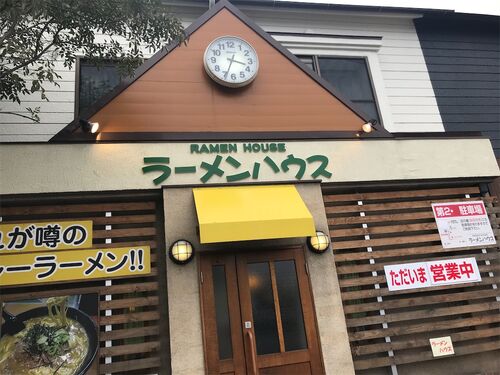 RAMEN HOUSE
ラーメンハウス
れが噂の
レーラーメン!!
第2・駐車場
ラーメンハウス
ただいま 営業中
ラーメン
ハウス